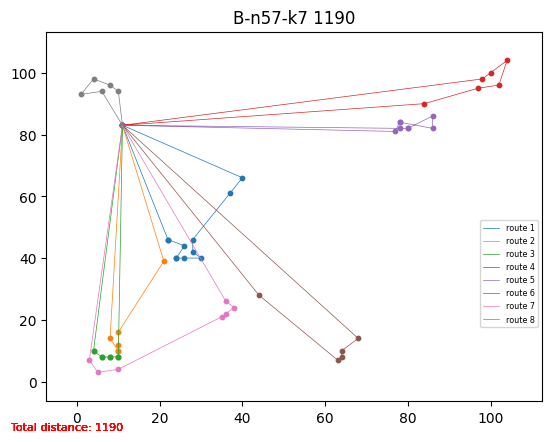 B-n57-k7 1190
100
80
60
40
20
0
0
20
40
60
80
100
route 1
route 2
route 3
route 4
route 5
route 6
route 7
route 8
Total distance: 1190